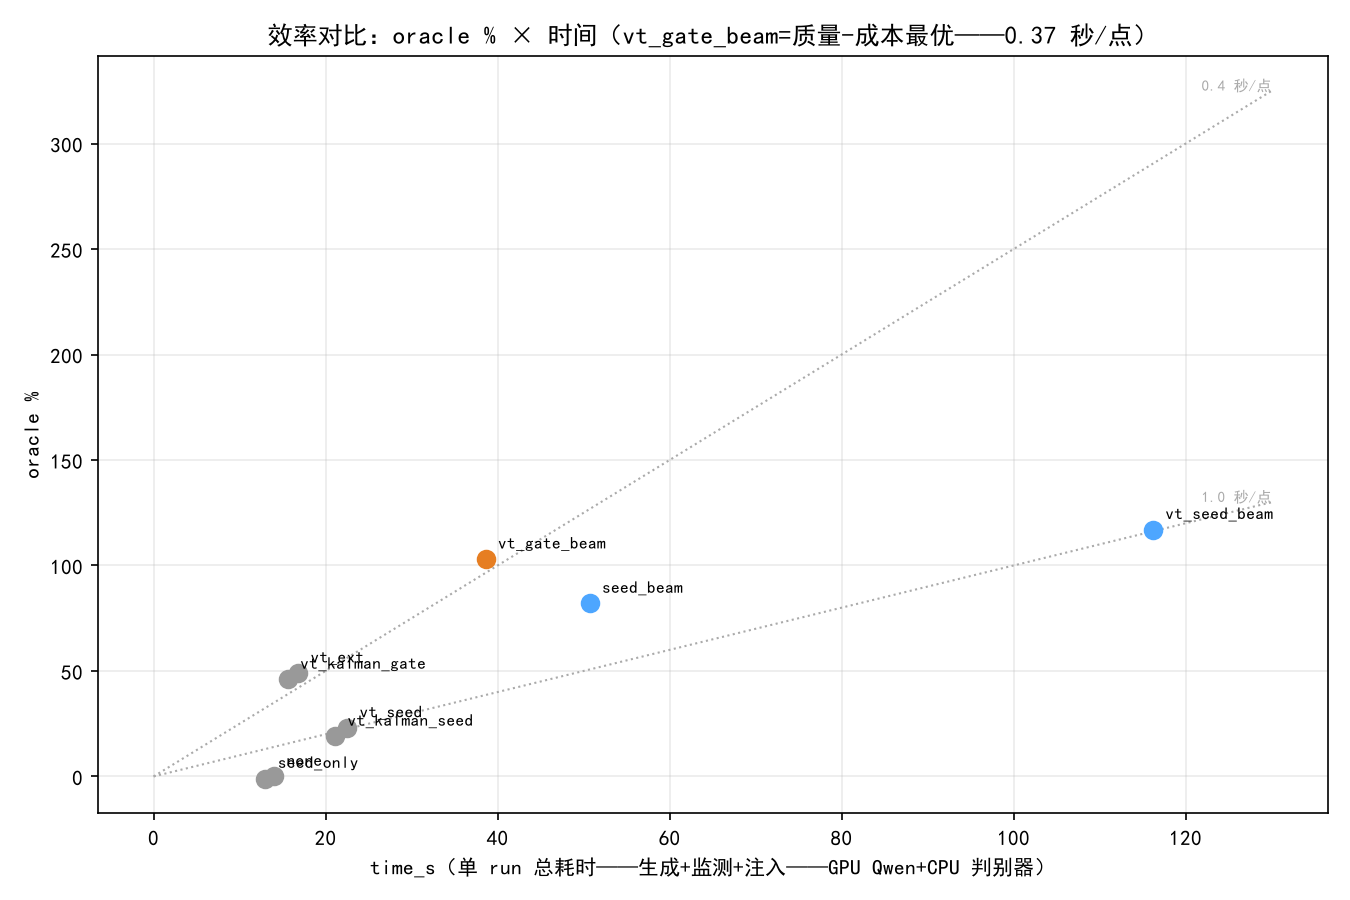 效率对比：oracle % × 时间（vt_gate_beam=质量-成本最优——0.37 秒/点）
0.4 秒/点
300
250
200
150
100
50
0
oracle %
1.0 秒/点
vt_seed_beam
vt_gate_beam
seed_beam
vt_ext
vt_kalman_gate
vt_seed
vt_kalman_seed
none
seed_only
0
20
40
60
80
100
120
time_s（单 run 总耗时——生成+监测+注入——GPU Qwen+CPU 判别器）